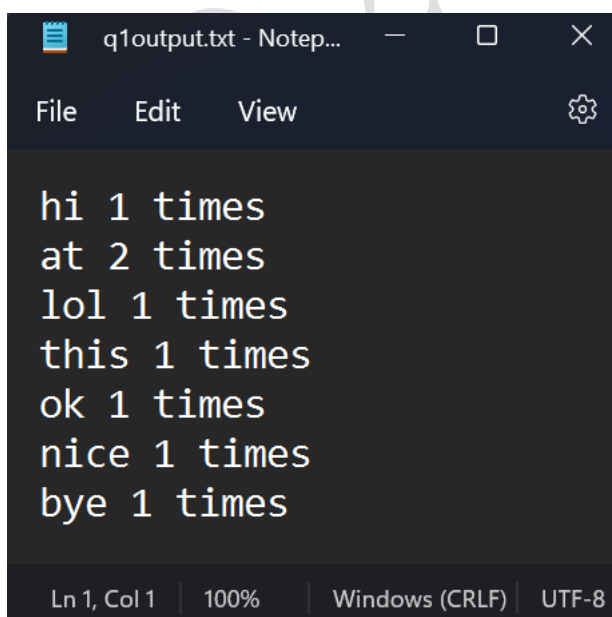 q1output.txt - Notep...
File Edit View
hi 1 times
at 2 times
lol 1 times
this 1 times
ok 1 times
nice 1 times
bye 1 times
Ln 1, Col 1 100% Windows (CRLF) UTF-8